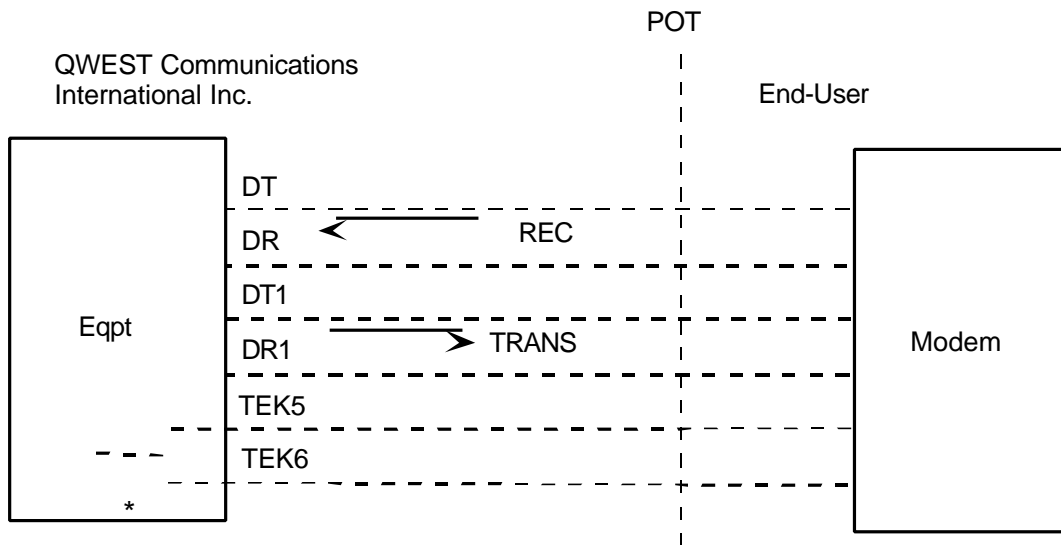 POT
QWEST Communications
International Inc.
End-User
DT
REC
DR
DT1
Eqpt
TRANS
DR1
Modem
TEK5
TEK6
*